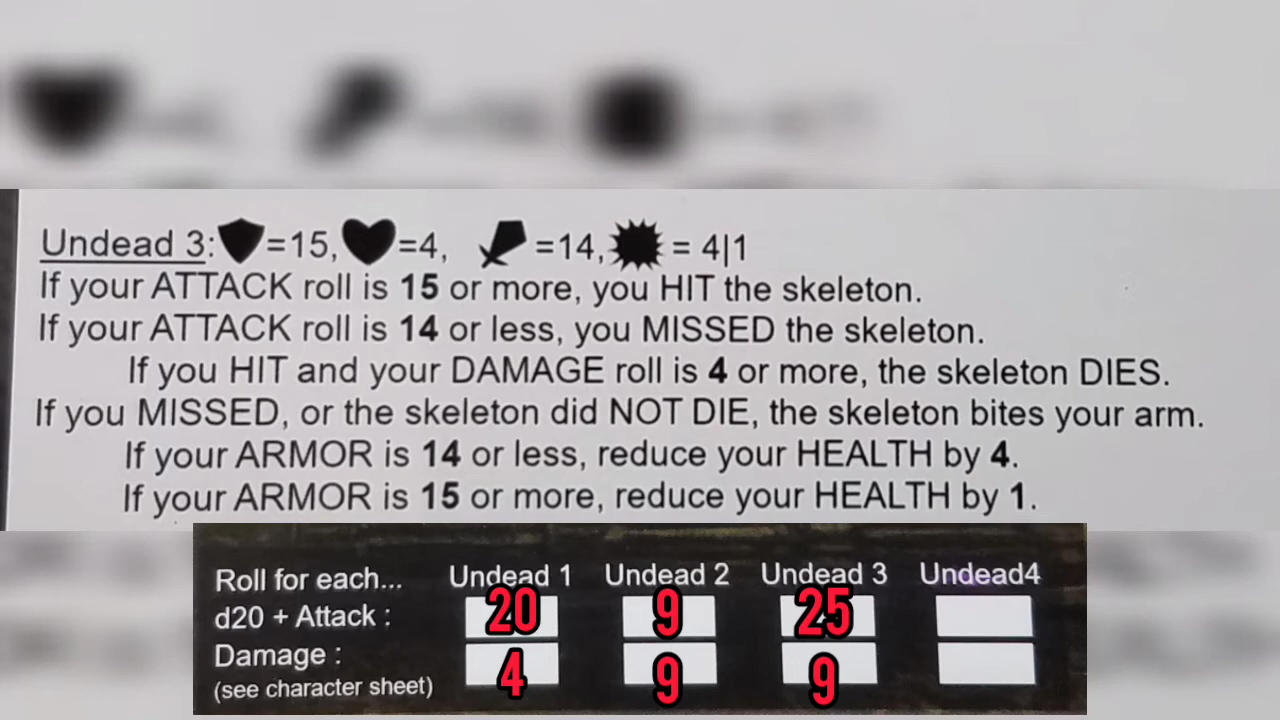 Undead 3: =15, =4, =14, = 4|1
If your ATTACK roll is 15 or more, you HIT the skeleton.
If your ATTACK roll is 14 or less, you MISSED the skeleton.
If you HIT and your DAMAGE roll is 4 or more, the skeleton DIES.
If you MISSED, or the skeleton did NOT DIE, the skeleton bites your arm.
If your ARMOR is 14 or less, reduce your HEALTH by 4.
If your ARMOR is 15 or more, reduce your HEALTH by 1.
Roll for each... Undead 1 Undead 2 Undead 3 Undead4
d20 + Attack : 20 9 25
Damage : 4 9 9
(see character sheet)